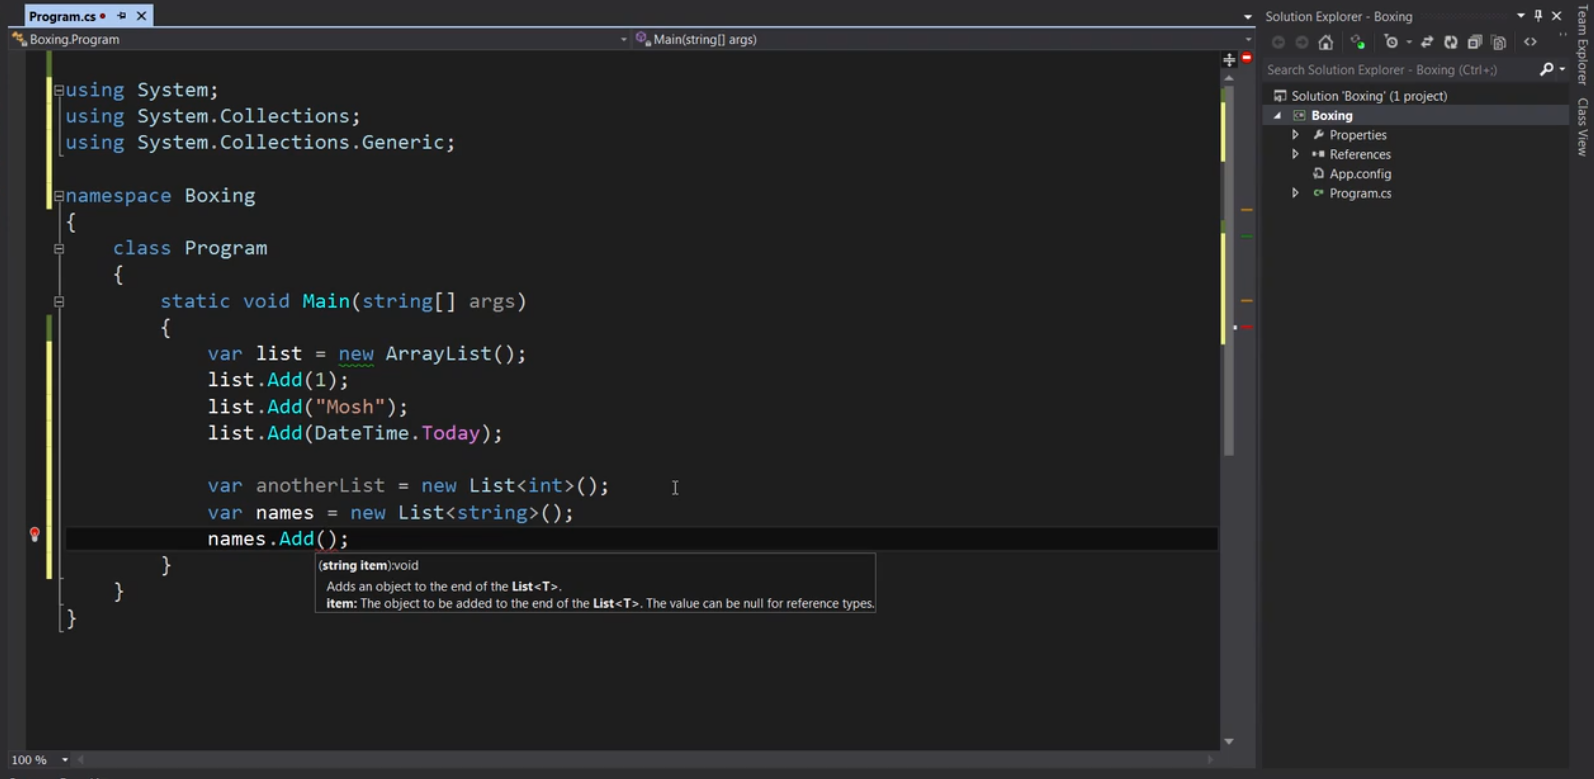 Program.cs
Boxing.Program
Main(string[] args)
using System;
using System.Collections;
using System.Collections.Generic;
namespace Boxing
{
class Program
{
static void Main(string[] args)
{
var list = new ArrayList();
list.Add(1);
list.Add("Mosh");
list.Add(DateTime.Today);
var anotherList = new List<int>();
var names = new List<string>();
names.Add();
(string item):void
Adds an object to the end of the List<T>.
item: The object to be added to the end of the List<T>. The value can be null for reference types.
}
}
}
100 %
Solution Explorer - Boxing
Search Solution Explorer - Boxing (Ctrl+;)
Solution 'Boxing' (1 project)
Boxing
Properties
References
App.config
Program.cs
Team Explorer
Class View